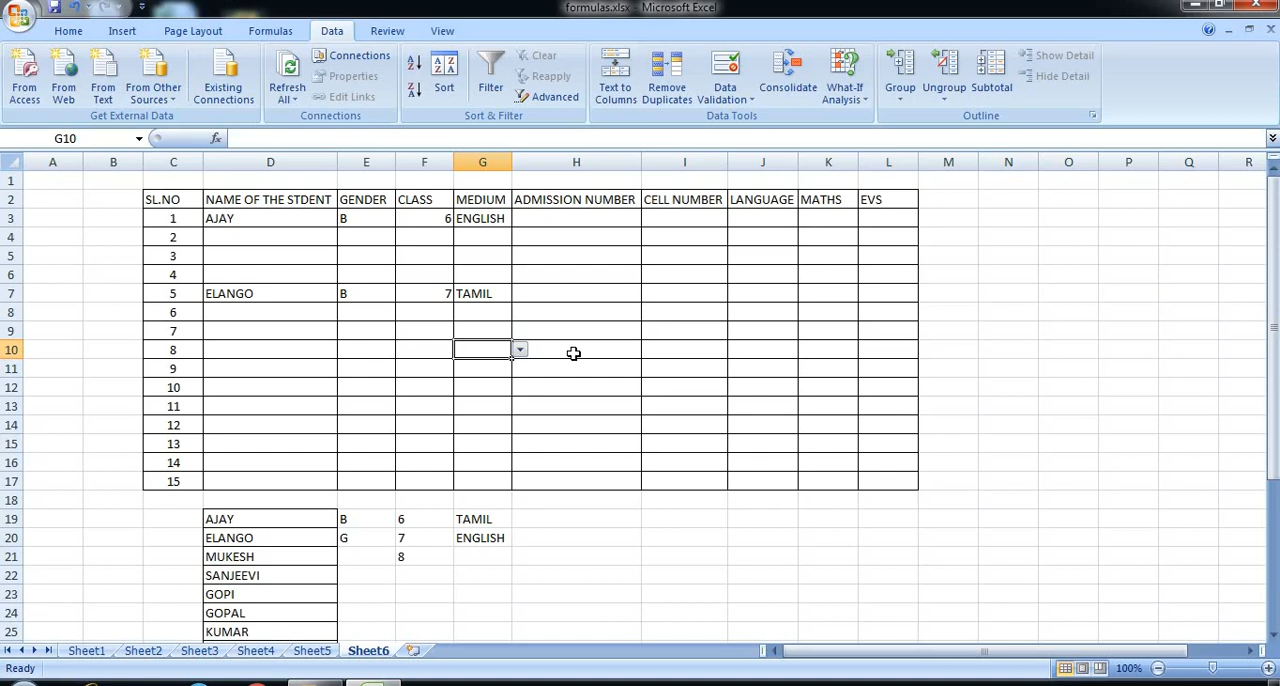 formulas.xlsx - Microsoft Excel
Home Insert Page Layout Formulas Data Review View
From Access From Web From Text From Other Sources Existing Connections Refresh All Connections Properties Edit Links Sort Filter Clear Reapply Advanced Text to Columns Remove Duplicates Data Validation Consolidate What-If Analysis Group Ungroup Subtotal Show Detail Hide Detail
Get External Data Connections Sort & Filter Data Tools Outline
G10 fx
A B C D E F G H I J K L M N O P Q R
1
2 SL.NO NAME OF THE STDENT GENDER CLASS MEDIUM ADMISSION NUMBER CELL NUMBER LANGUAGE MATHS EVS
3 1 AJAY B 6 ENGLISH
4 2
5 3
6 4
7 5 ELANGO B 7 TAMIL
8 6
9 7
10 8
11 9
12 10
13 11
14 12
15 13
16 14
17 15
18
19 AJAY B 6 TAMIL
20 ELANGO G 7 ENGLISH
21 MUKESH 8
22 SANJEEVI
23 GOPI
24 GOPAL
25 KUMAR
Sheet1 Sheet2 Sheet3 Sheet4 Sheet5 Sheet6
Ready 100%